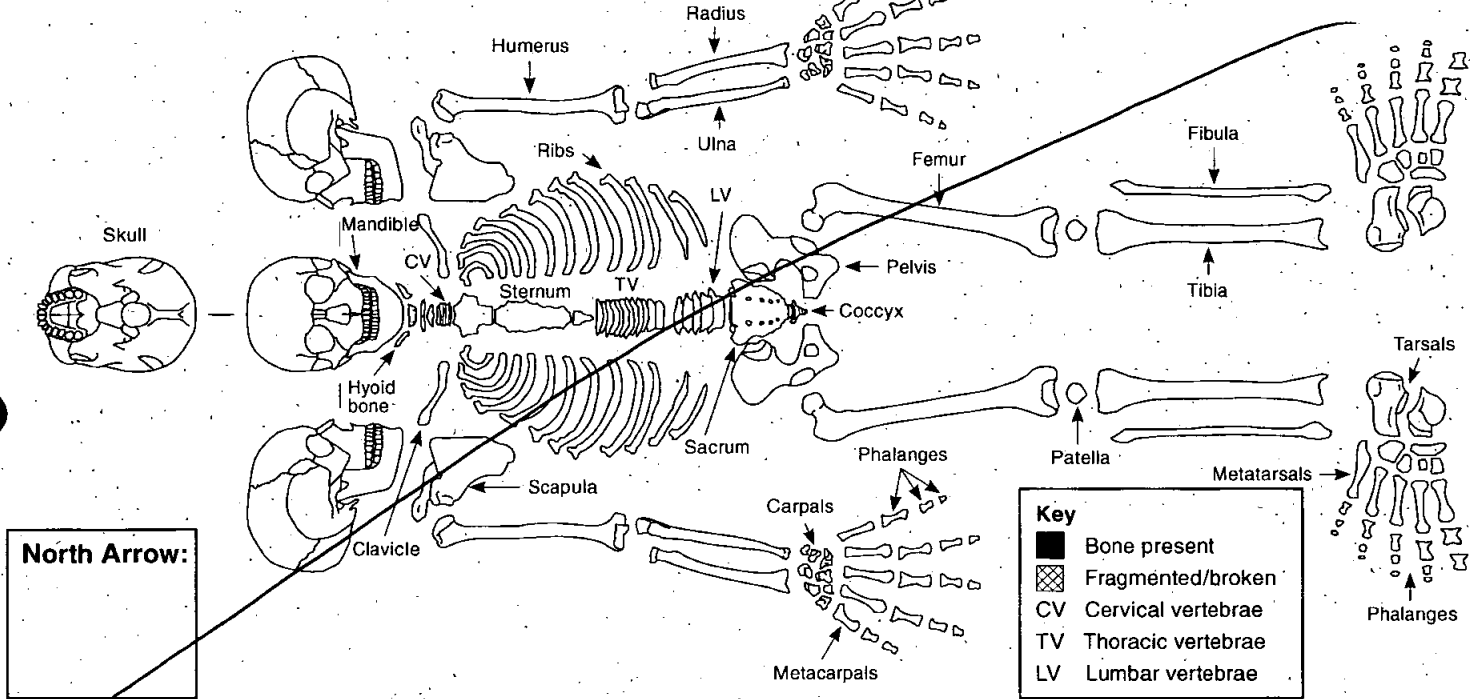 Radius
Humerus
Ulna
Ribs
Femur
Fibula
LV
Mandible
Skull
CV
Sternum
TV
Pelvis
Tibia
Coccyx
Tarsals
Hyoid
bone
Sacrum
Phalanges
Patella
Metatarsals
Scapula
Carpals
Clavicle
North Arrow:
Key
Bone present
Fragmented/broken
CV Cervical vertebrae
TV Thoracic vertebrae
LV Lumbar vertebrae
Phalanges
Metacarpals